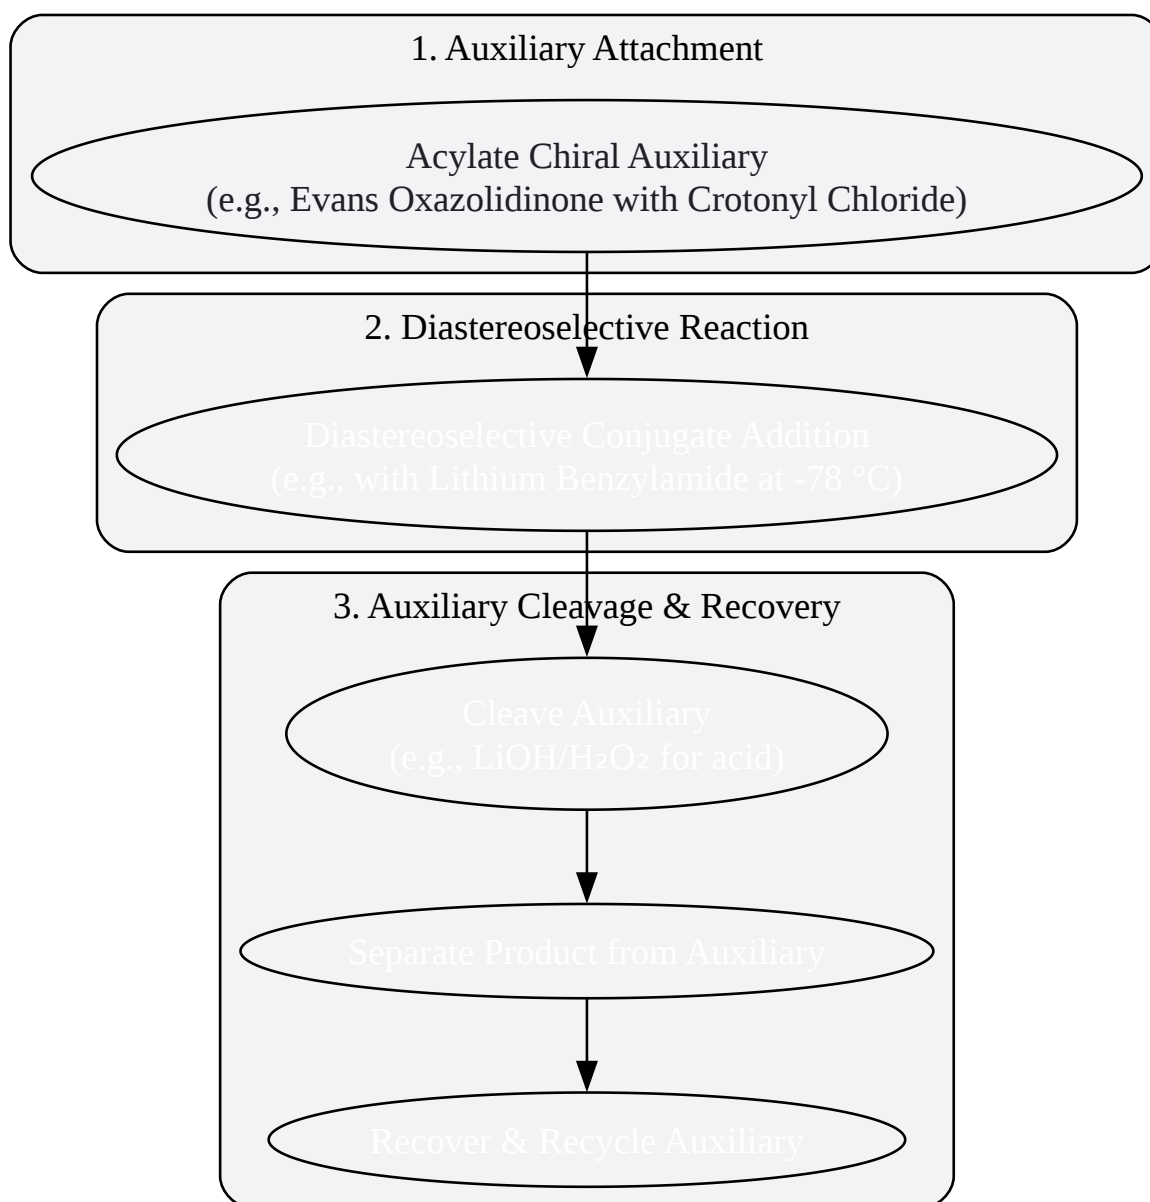 1. Auxiliary Attachment
Acylate Chiral Auxiliary
(e.g., Evans Oxazolidinone with Crotonyl Chloride)
2. Diastereoselective Reaction
Diastereoselective Conjugate Addition
(e.g., with Lithium Benzylamide at -78 °C)
3. Auxiliary Cleavage & Recovery
Cleave Auxiliary
(e.g., LiOH/H₂O₂ for acid)
Separate Product from Auxiliary
Recover & Recycle Auxiliary